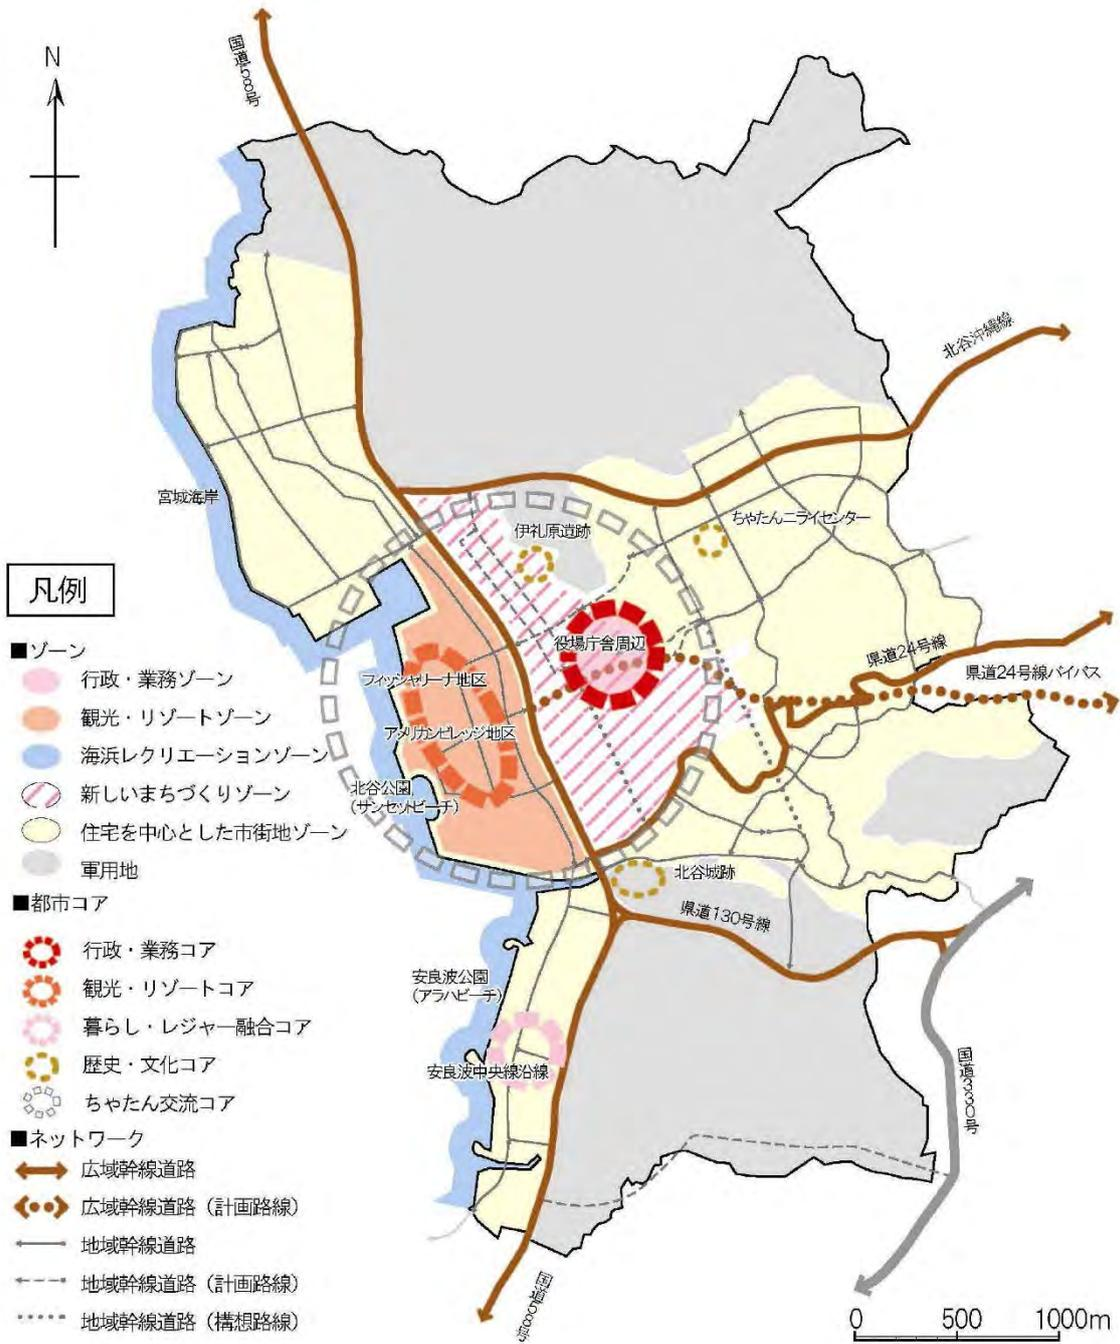 N
国道58号
北谷沖縄線
宮城海岸
伊礼原遺跡
ちゃたんニライセンター
役場庁舎周辺
フィッシャリーナ地区
アメリカンビレッジ地区
北谷公園
(サンセットビーチ)
県道24号線
県道24号線バイパス
北谷城跡
県道130号線
安良波公園
(アラハビーチ)
安良波中央線沿線
国道330号
国道58号
凡例
■ゾーン
行政・業務ゾーン
観光・リゾートゾーン
海浜レクリエーションゾーン
新しいまちづくりゾーン
住宅を中心とした市街地ゾーン
軍用地
■都市コア
行政・業務コア
観光・リゾートコア
暮らし・レジャー融合コア
歴史・文化コア
ちゃたん交流コア
■ネットワーク
広域幹線道路
広域幹線道路(計画路線)
地域幹線道路
地域幹線道路(計画路線)
地域幹線道路(構想路線)
0 500 1000m